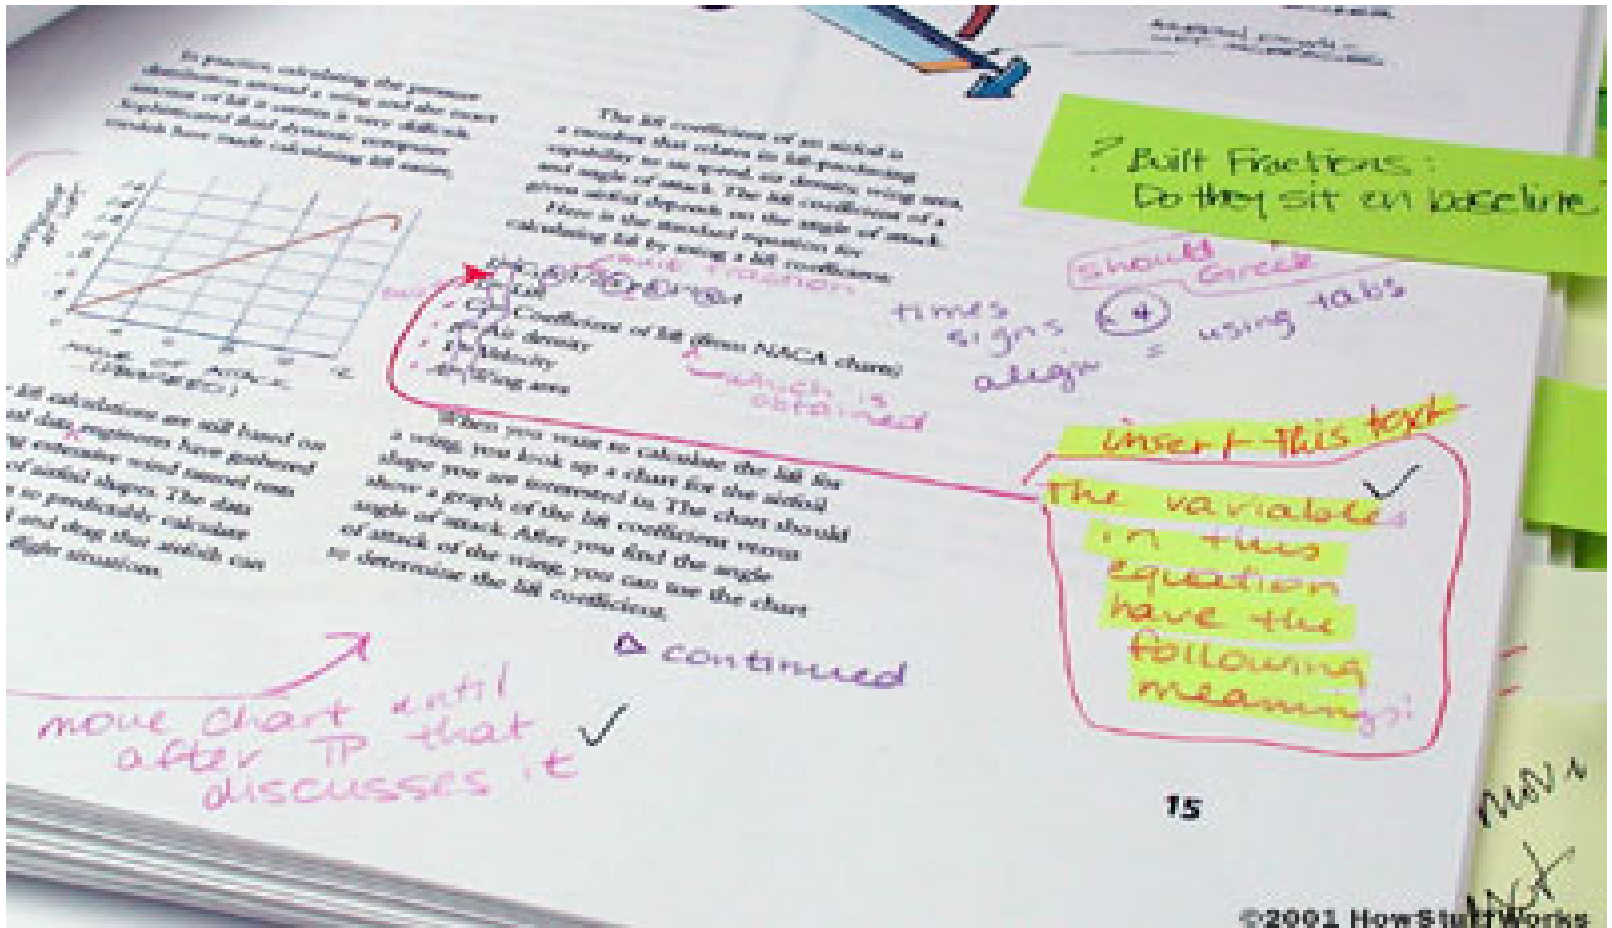 In practice, calculating the pressure
distribution around a wing and the exact
amount of lift it creates is very difficult.
Sophisticated fluid dynamic computer
models have made calculating lift easier.
ANGLE OF ATTACK
(DEGREES)
lift calculations are still based on
data engineers have gathered
extensive wind tunnel tests
of airfoil shapes. The data
to predictably calculate
and drag that airfoils can
flight situations.
move chart until
after TP that
discusses it
The lift coefficient of an airfoil is
a number that relates its lift-producing
capability to air speed, air density, wing area,
and angle of attack. The lift coefficient of a
given airfoil depends on the angle of attack.
Here is the standard equation for
calculating lift by using a lift coefficient:
built fraction
Lift
Coefficient of lift (from NACA charts)
Air density
Velocity
Wing area
which is
obtained
When you want to calculate the lift for
a wing, you look up a chart for the airfoil
shape you are interested in. The chart should
show a graph of the lift coefficient versus
angle of attack. After you find the angle
of attack of the wing, you can use the chart
to determine the lift coefficient.
continued
? Built Fractions:
Do they sit on baseline?
should
Greek
times
signs
align = using tabs
insert this text
the variables
in this
equation
have the
following
meanings:
15
move
©2001 HowStuffWorks